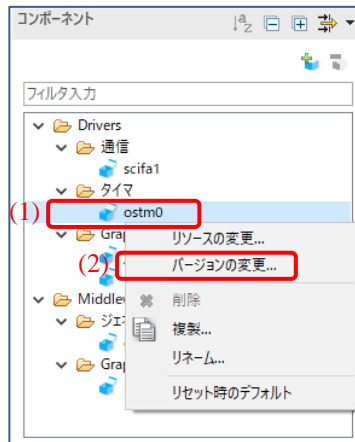 コンポーネント
フィルタ入力
Drivers
通信
scifa1
タイマ
(1)
ostm0
リソースの変更...
(2)
バージョンの変更...
削除
複製...
リネーム...
リセット時のデフォルト